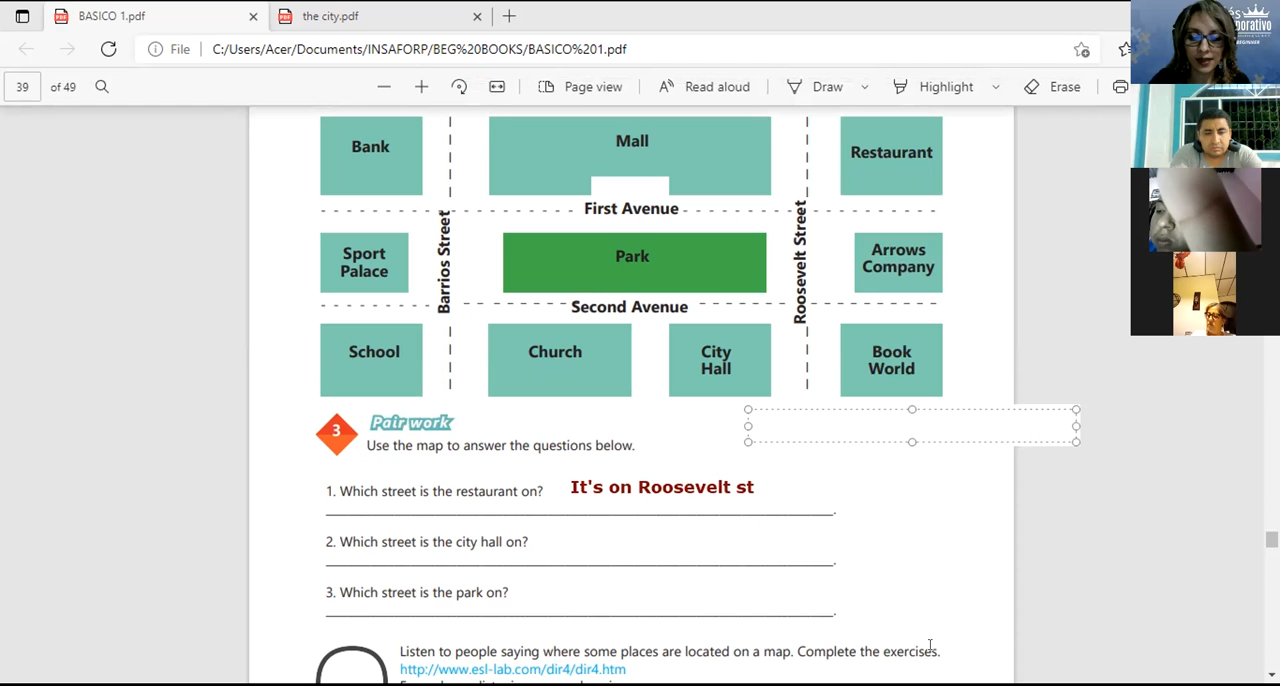 BASICO 1.pdf
the city.pdf
File
C:/Users/Acer/Documents/INSAFORP/BEG%20BOOKS/BASICO%201.pdf
39 of 49
Page view
Read aloud
Draw
Highlight
Erase
Bank
Mall
Restaurant
First Avenue
Sport
Palace
Barrios Street
Park
Roosevelt Street
Arrows
Company
Second Avenue
School
Church
City
Hall
Book
World
3
Pair work
Use the map to answer the questions below.
1. Which street is the restaurant on?
It's on Roosevelt st
2. Which street is the city hall on?
3. Which street is the park on?
Listen to people saying where some places are located on a map. Complete the exercises.
http://www.esl-lab.com/dir4/dir4.htm